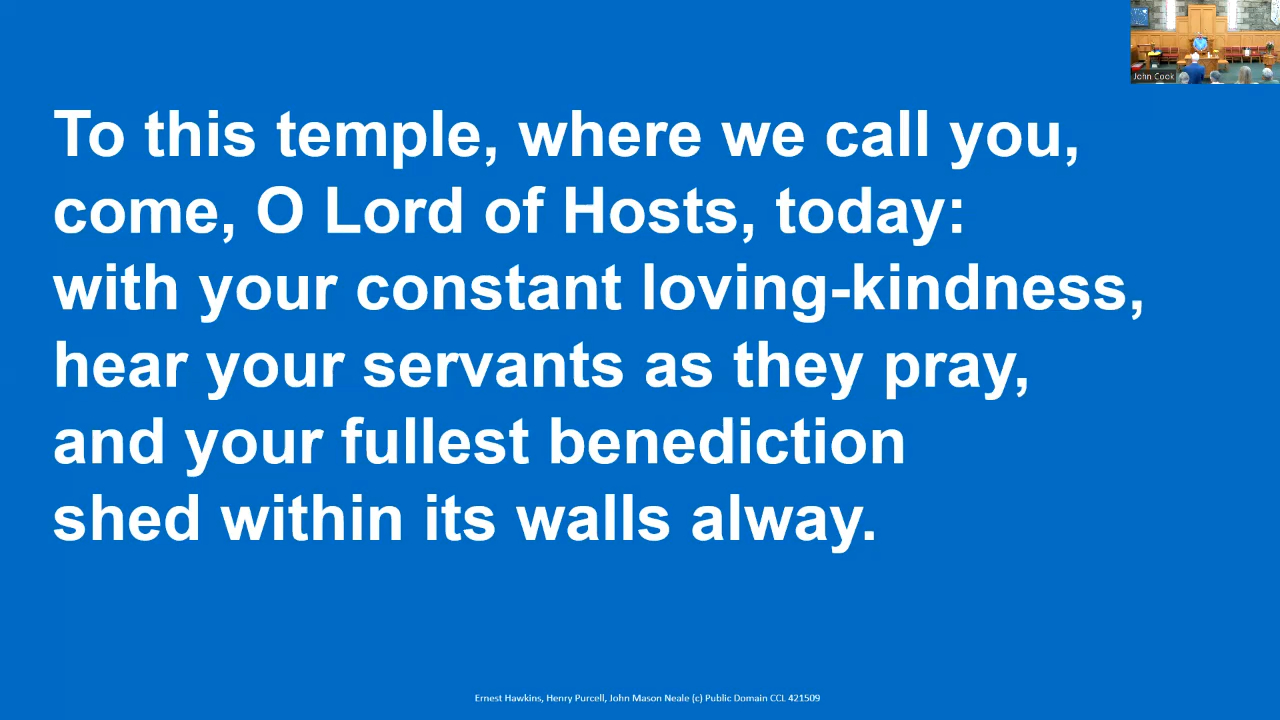 To this temple, where we call you,
come, O Lord of Hosts, today:
with your constant loving-kindness,
hear your servants as they pray,
and your fullest benediction
shed within its walls alway.
John Cook
Ernest Hawkins, Henry Purcell, John Mason Neale (c) Public Domain CCL 421509